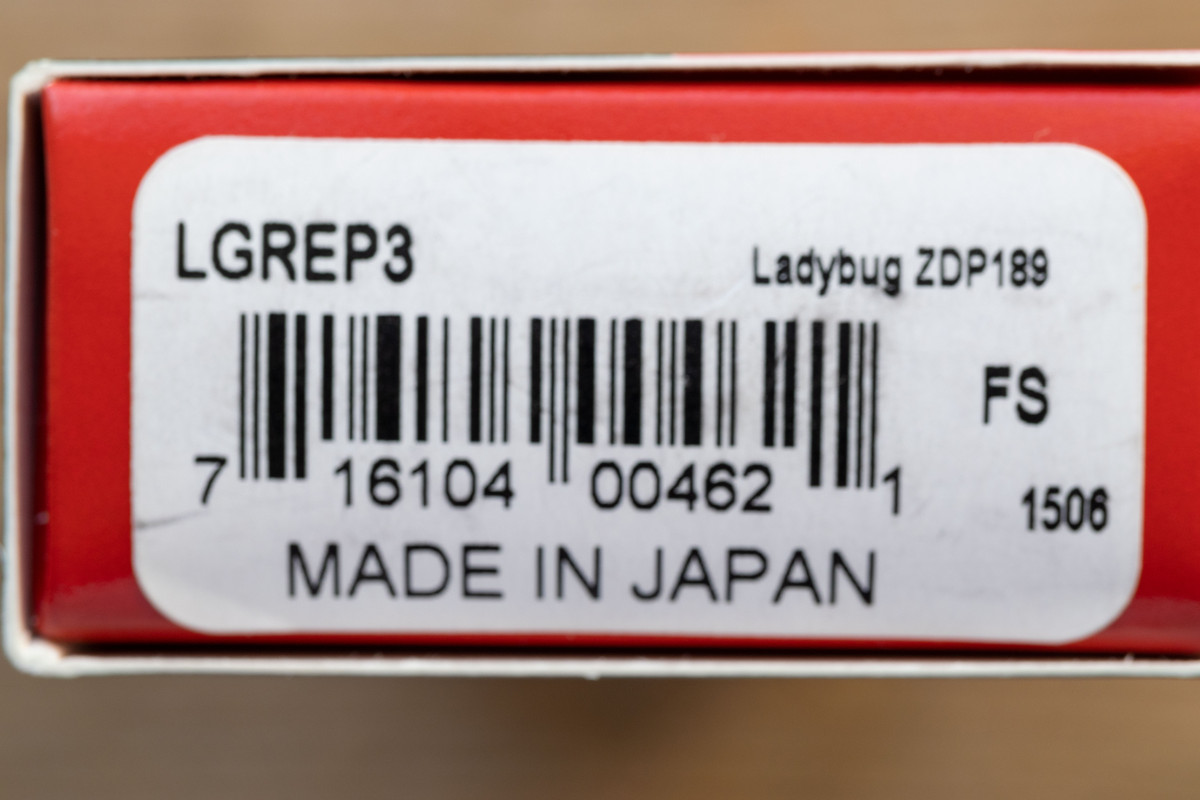 LGREP3
Ladybug ZDP189
FS
7 16104 00462 1
1506
MADE IN JAPAN